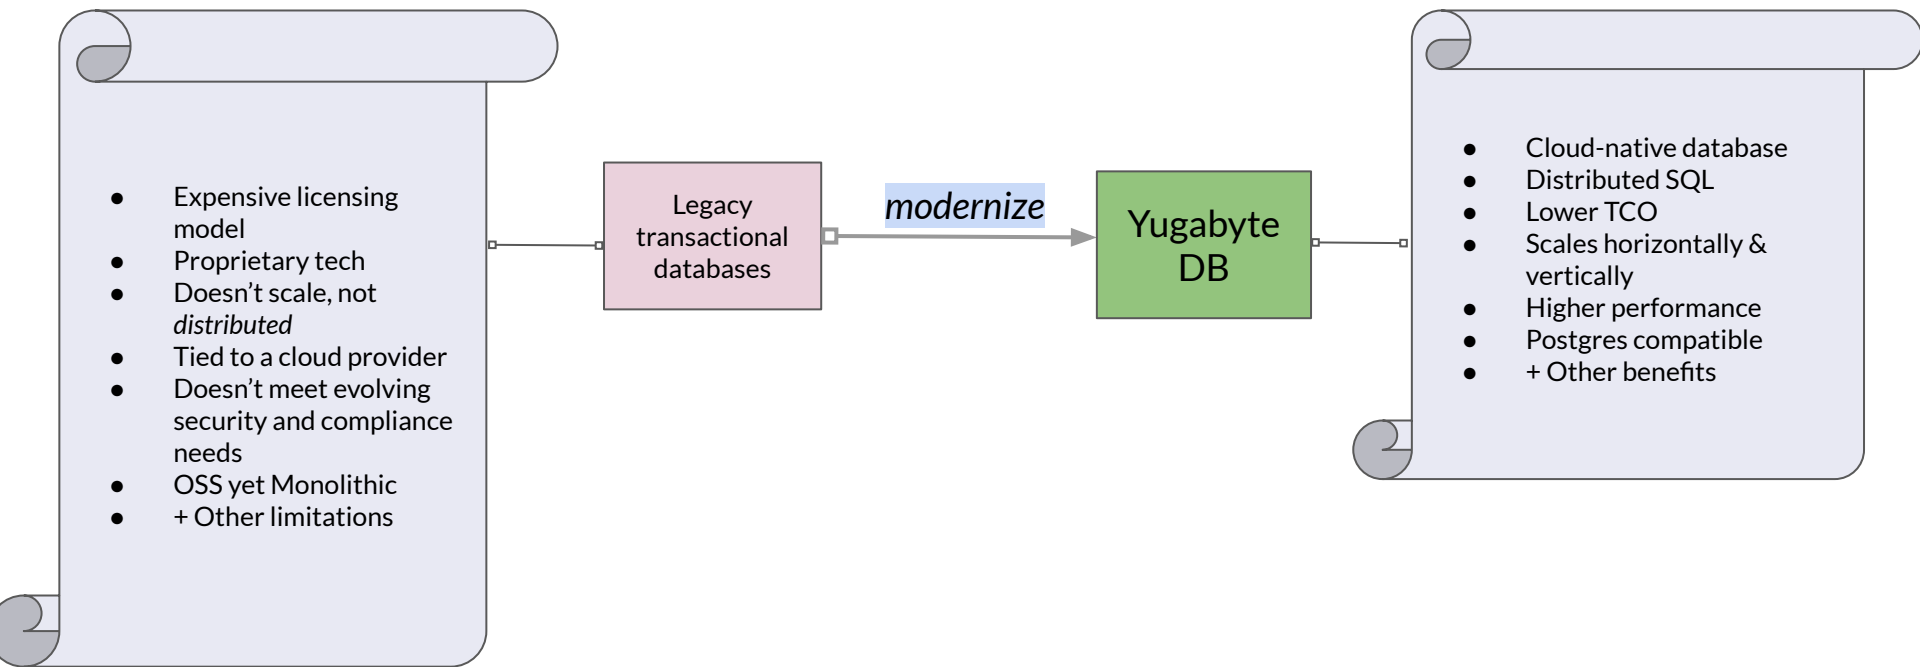 ● Expensive licensing
model
● Proprietary tech
● Doesn’t scale, not
distributed
● Tied to a cloud provider
● Doesn’t meet evolving
security and compliance
needs
● OSS yet Monolithic
● + Other limitations
Legacy
transactional
databases
modernize
Yugabyte
DB
● Cloud-native database
● Distributed SQL
● Lower TCO
● Scales horizontally &
vertically
● Higher performance
● Postgres compatible
● + Other benefits